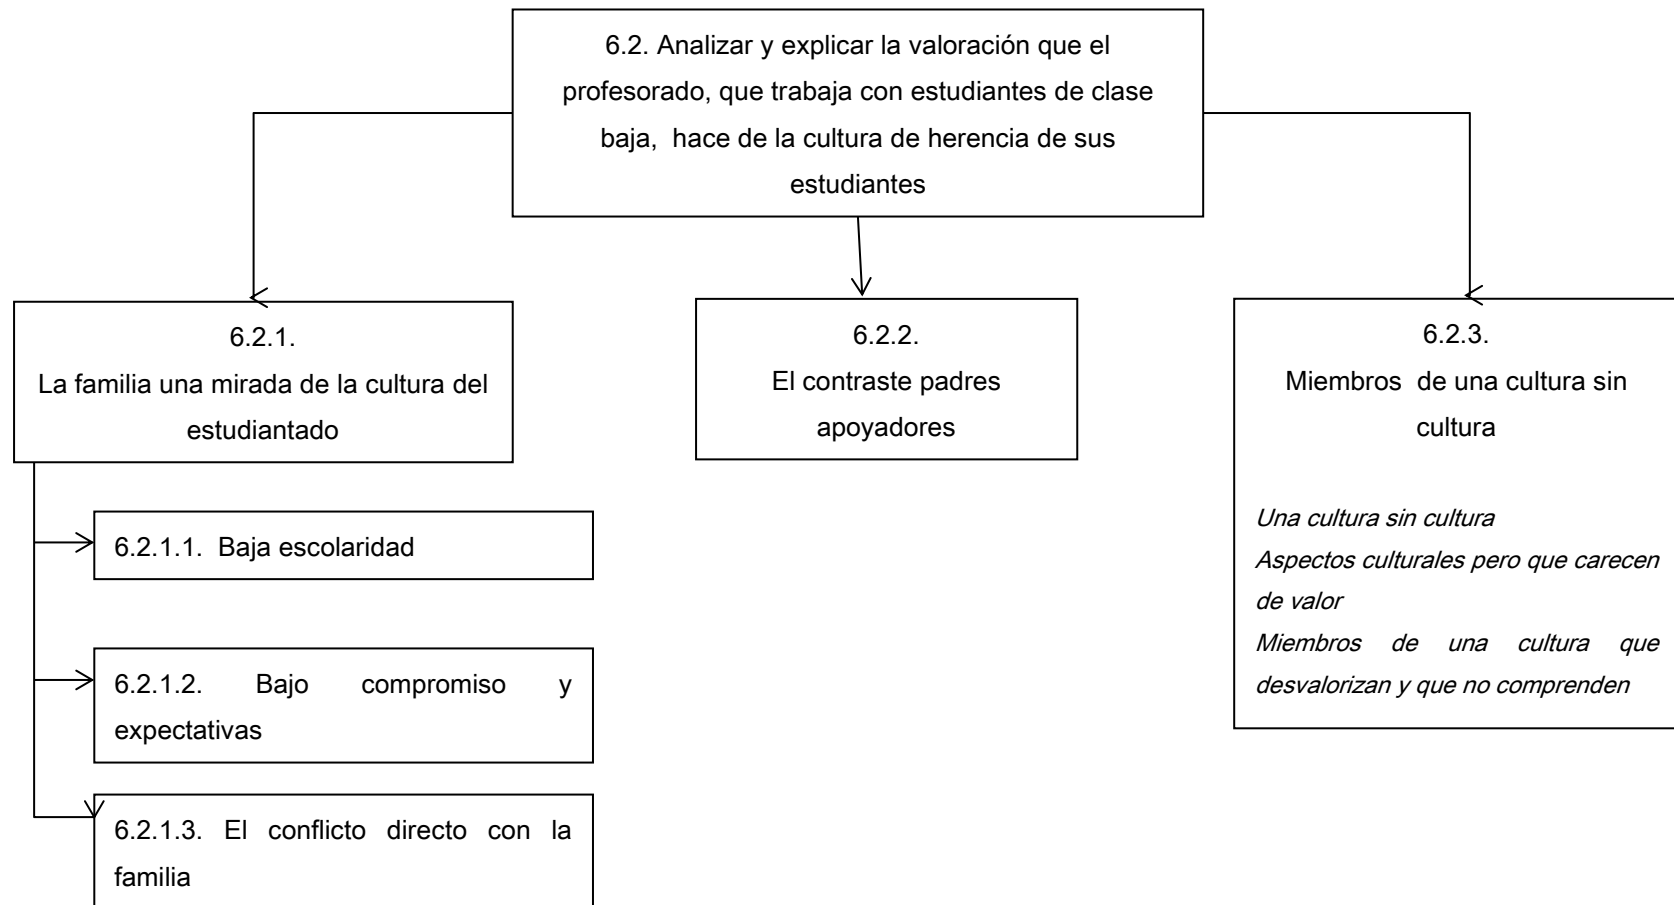 6.2. Analizar y explicar la valoración que el
profesorado, que trabaja con estudiantes de clase
baja, hace de la cultura de herencia de sus
estudiantes
6.2.1.
La familia una mirada de la cultura del
estudiantado
6.2.1.1. Baja escolaridad
6.2.1.2. Bajo compromiso y
expectativas
6.2.1.3. El conflicto directo con la
familia
6.2.2.
El contraste padres
apoyadores
6.2.3.
Miembros de una cultura sin
cultura
Una cultura sin cultura
Aspectos culturales pero que carecen
de valor
Miembros de una cultura que
desvalorizan y que no comprenden